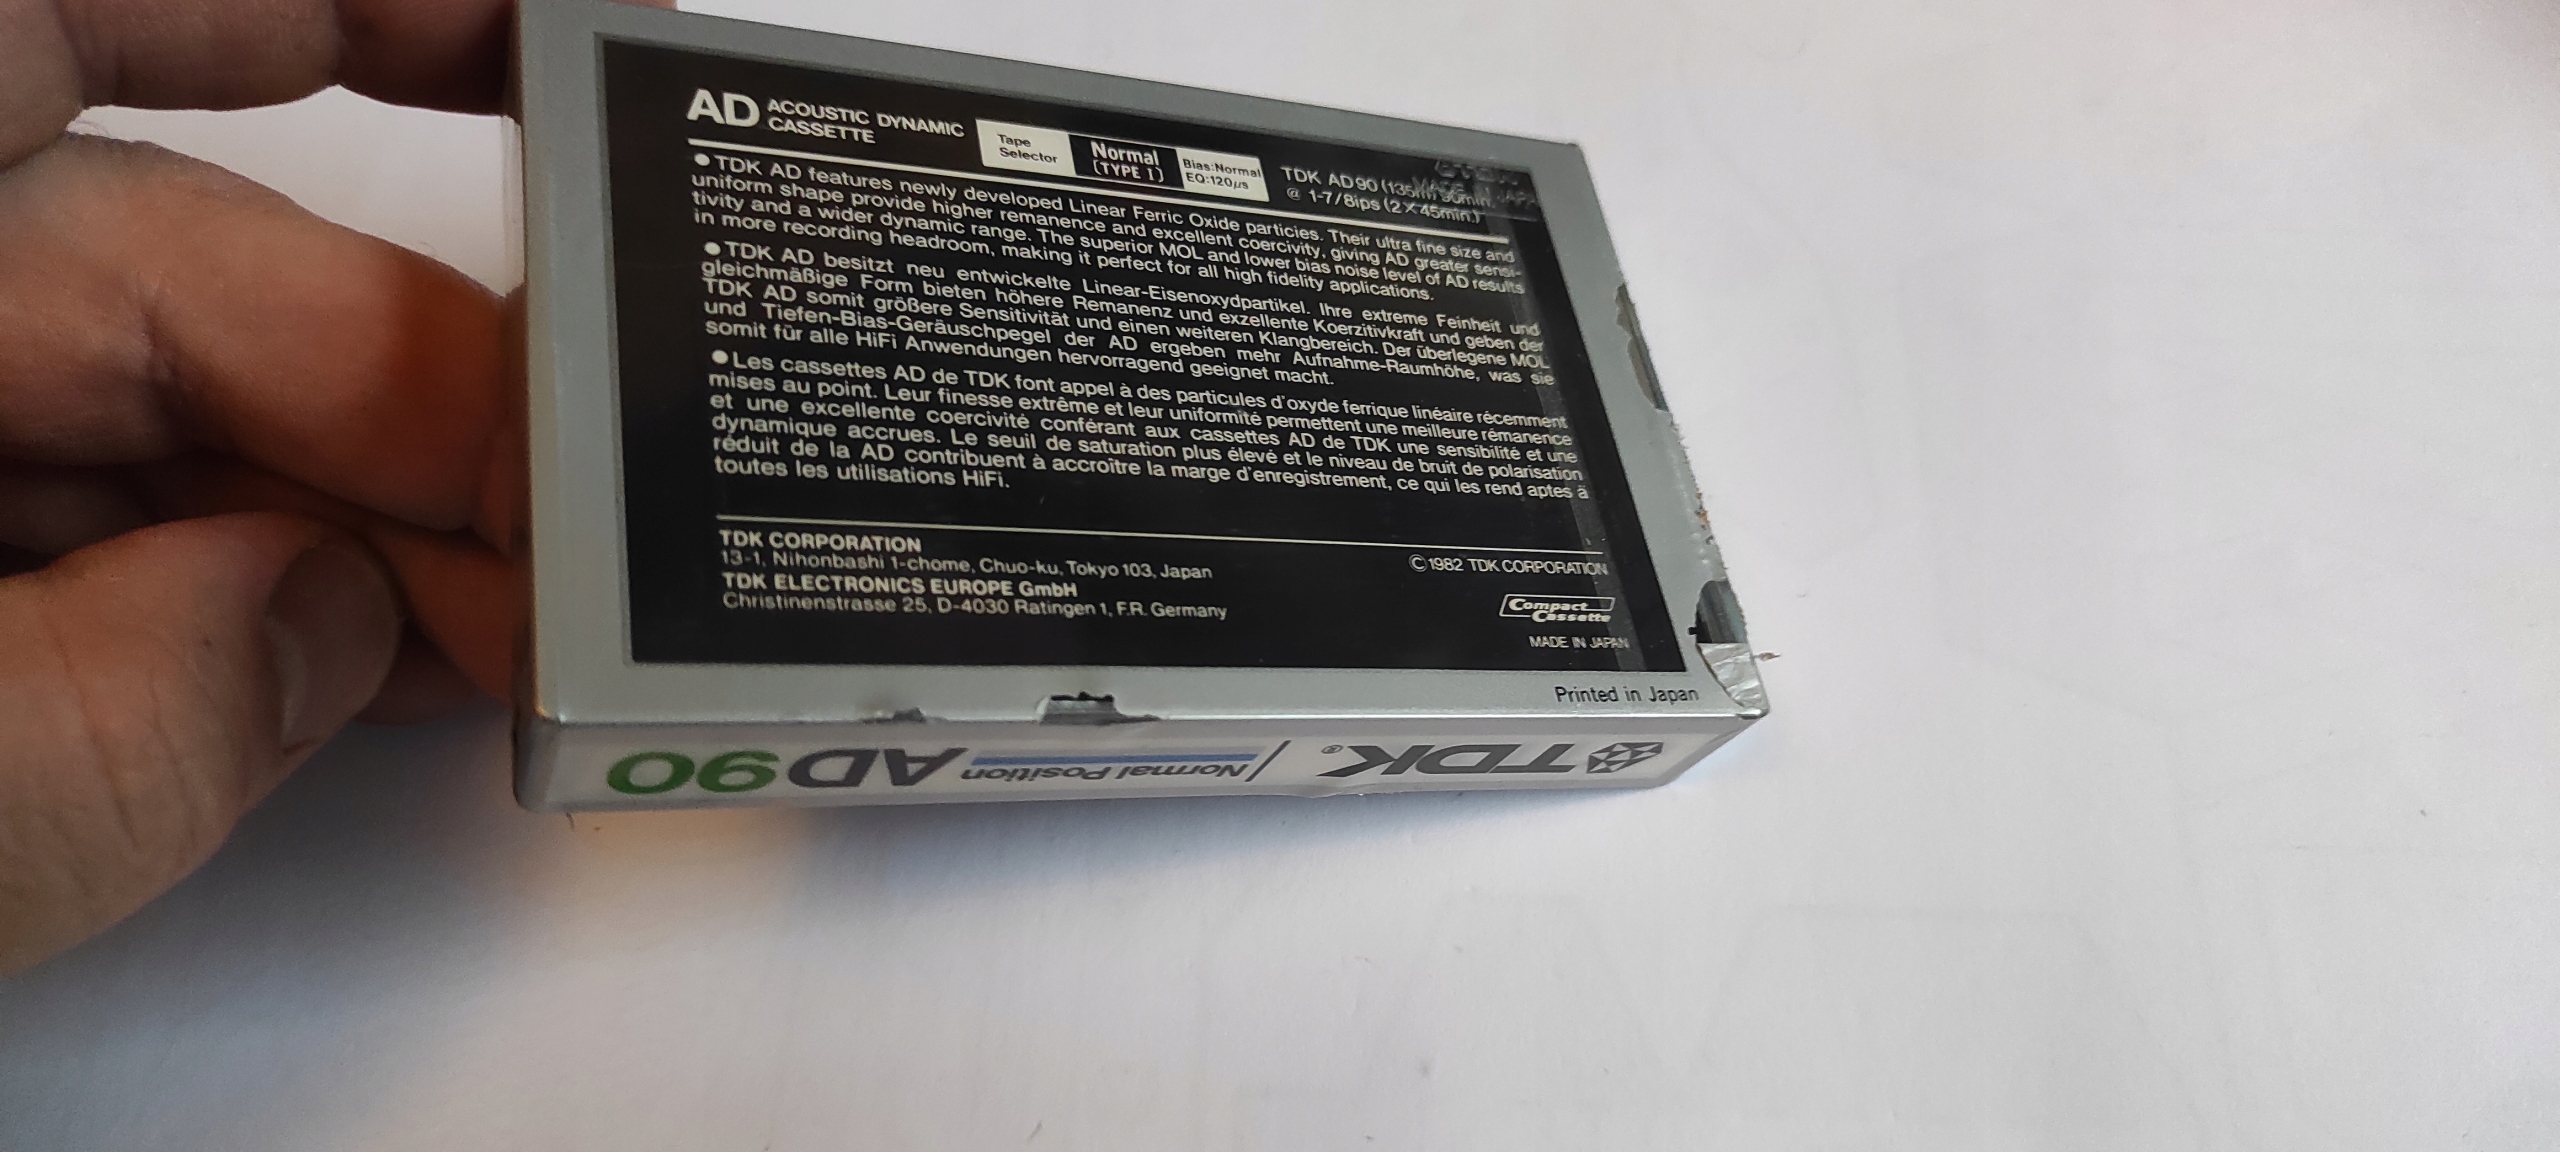 AD ACOUSTIC DYNAMIC
CASSETTE
Tape
Selector
Normal
(TYPE I)
Bias:Normal
EQ:120µs
TDK AD90 (135m/90min.
@ 1-7/8ips (2×45min.)
MADE IN JAPA
●TDK AD features newly developed Linear Ferric Oxide particies. Their ultra fine size and
uniform shape provide higher remanence and excellent coercivity, giving AD greater sensi-
tivity and a wider dynamic range. The superior MOL and lower bias noise level of AD results
in more recording headroom, making it perfect for all high fidelity applications.
●TDK AD besitzt neu entwickelte Linear-Eisenoxydpartikel. Ihre extreme Feinheit und
gleichmäßige Form bieten höhere Remanenz und exzellente Koerzitivkraft und geben der
TDK AD somit größere Sensitivität und einen weiteren Klangbereich. Der überlegene MOL
und Tiefen-Bias-Geräuschpegel der AD ergeben mehr Aufnahme-Raumhöhe, was sie
somit für alle HiFi Anwendungen hervorragend geeignet macht.
●Les cassettes AD de TDK font appel à des particules d'oxyde ferrique linéaire récemment
mises au point. Leur finesse extrême et leur uniformité permettent une meilleure rémanence
et une excellente coercivité conférant aux cassettes AD de TDK une sensibilité et une
dynamique accrues. Le seuil de saturation plus élevé et le niveau de bruit de polarisation
réduit de la AD contribuent à accroître la marge d'enregistrement, ce qui les rend aptes à
toutes les utilisations HiFi.
TDK CORPORATION
13-1, Nihonbashi 1-chome, Chuo-ku, Tokyo 103, Japan
TDK ELECTRONICS EUROPE GmbH
Christinenstrasse 25, D-4030 Ratingen 1, F.R. Germany
©1982 TDK CORPORATION
Compact
Cassette
MADE IN JAPAN
Printed in Japan
TDK® Normal Position AD90